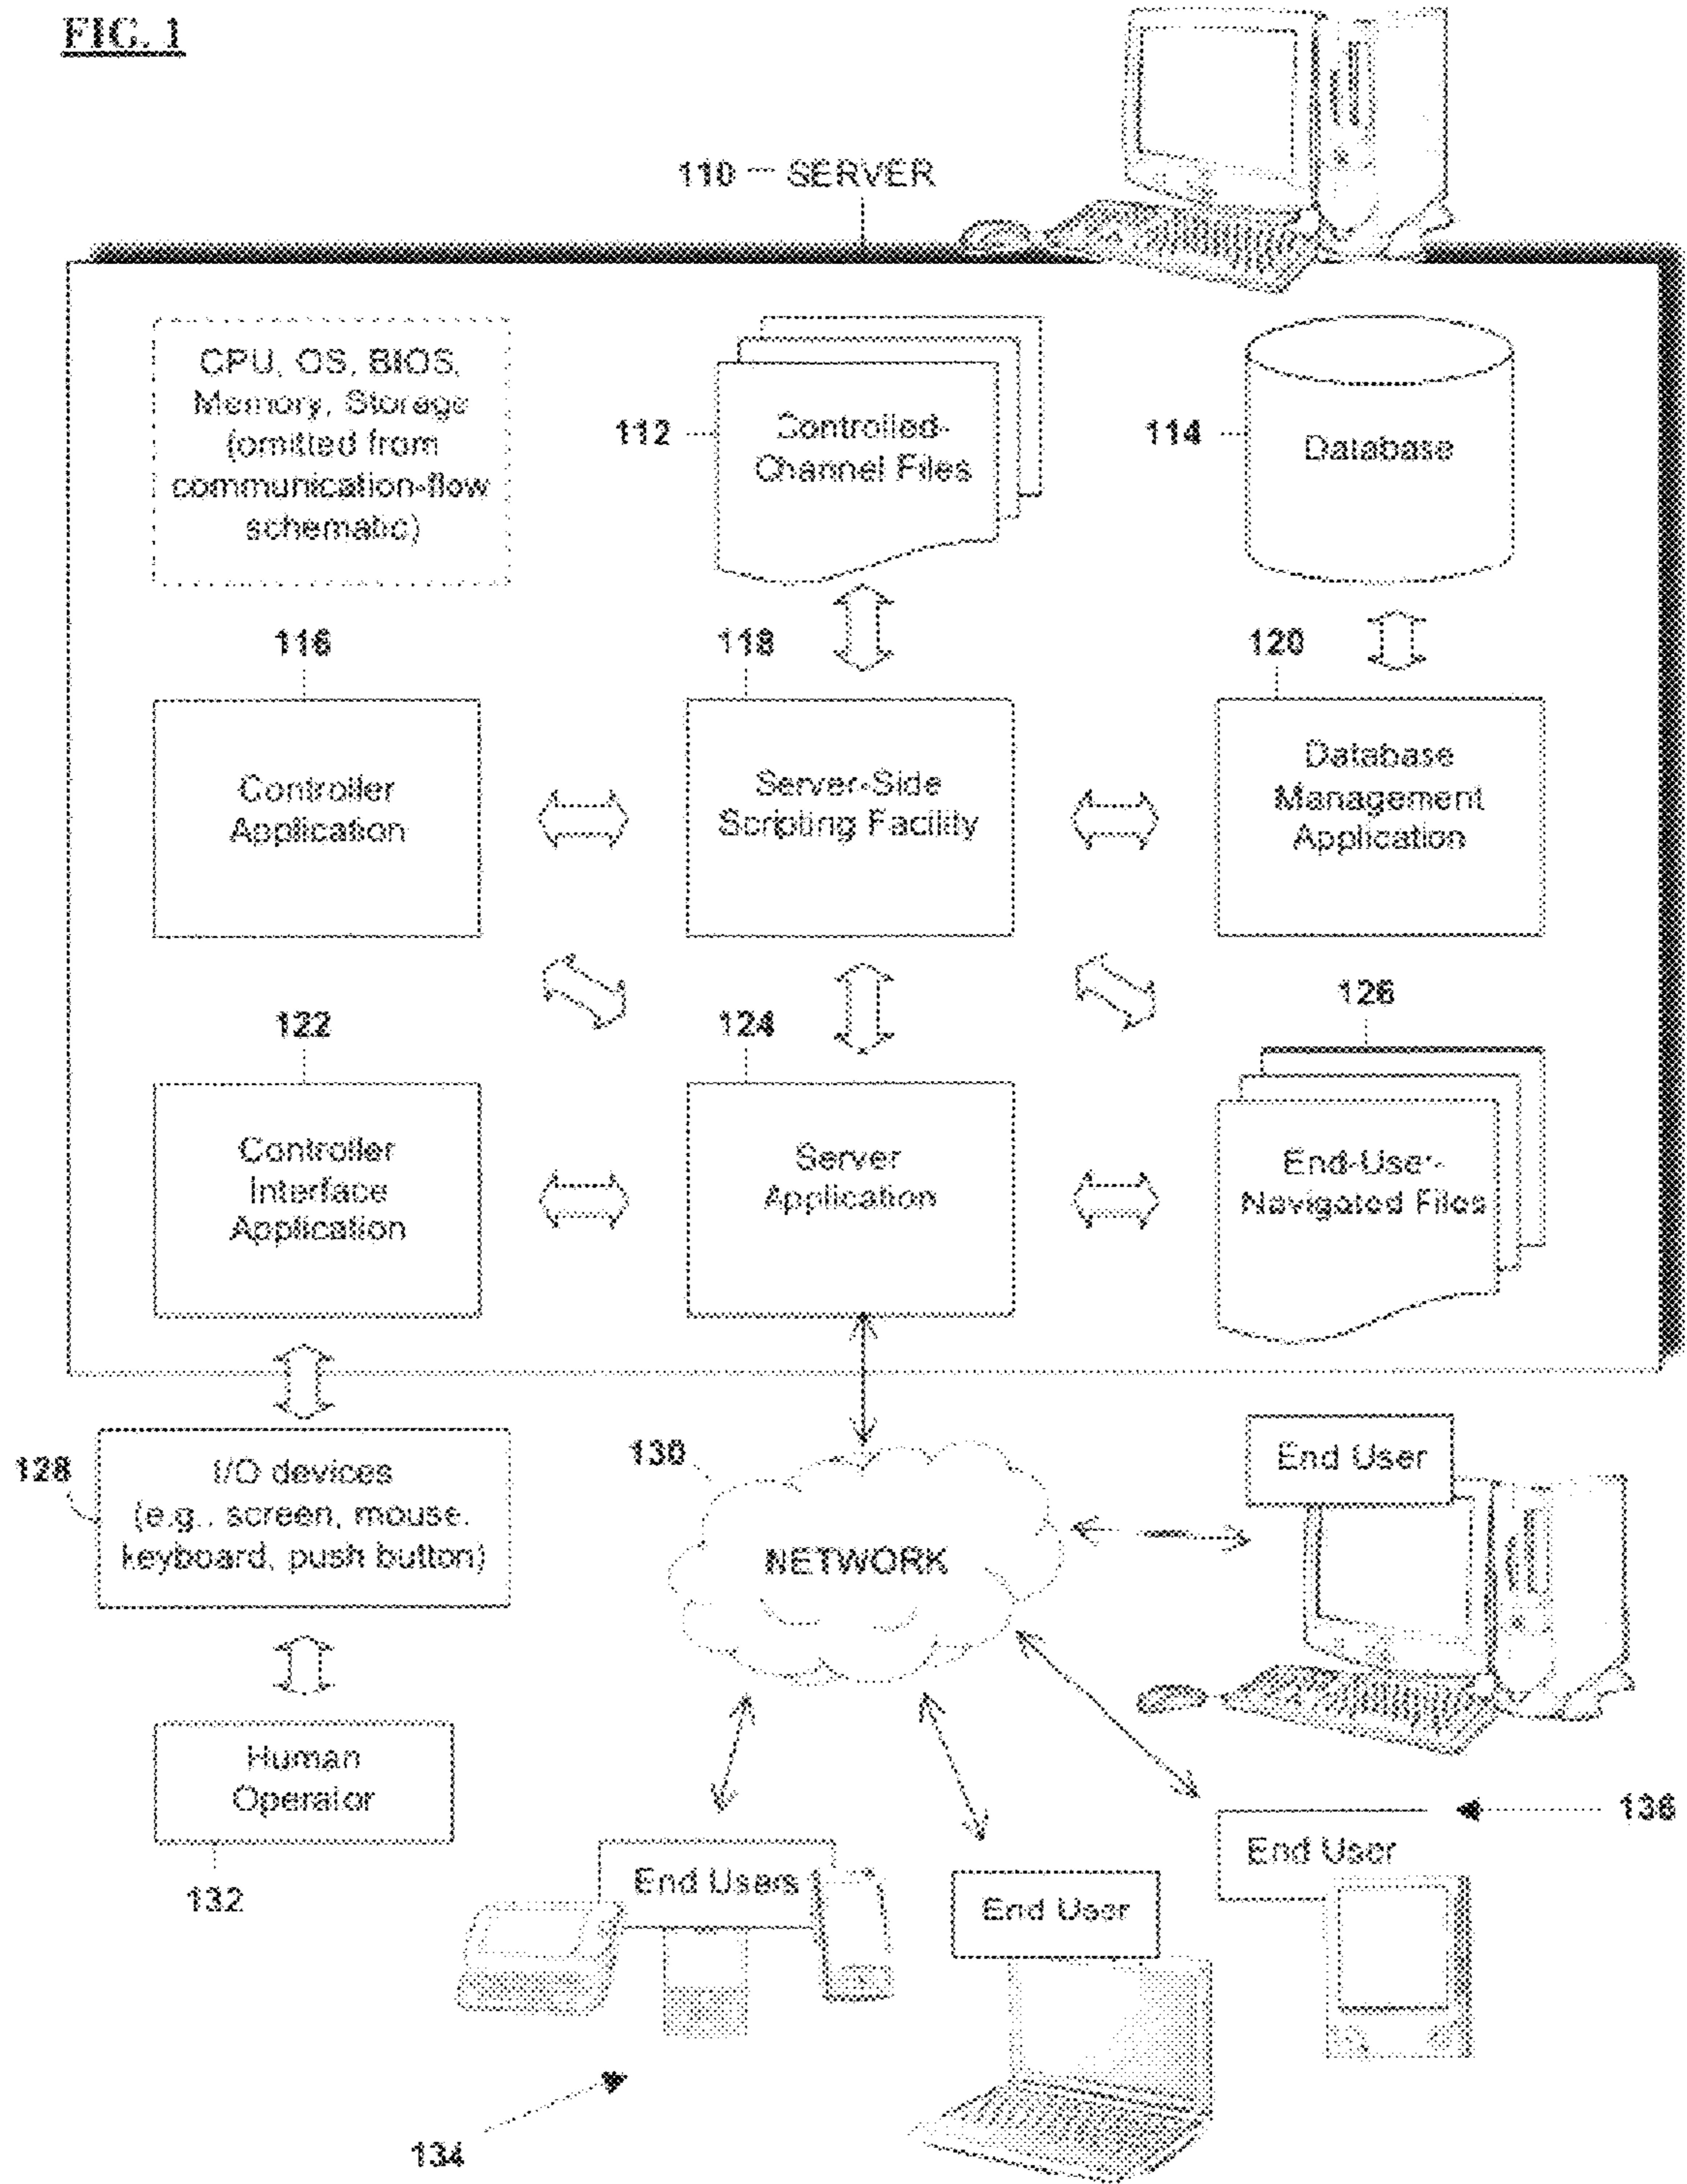 FIG. 1
110 — SERVER
CPU, OS, BIOS,
Memory, Storage
(omitted from
communication-flow
schematic)
112
Controlled-
Channel Files
114
Database
116
118
120
Controller
Application
Server-Side
Scripting Facility
Database
Management
Application
122
124
126
Controller
Interface
Application
Server
Application
End-User-
Navigated Files
128
I/O devices
(e.g., screen, mouse,
keyboard, push button)
130
NETWORK
End User
Human
Operator
132
136
End User
End Users
End User
134